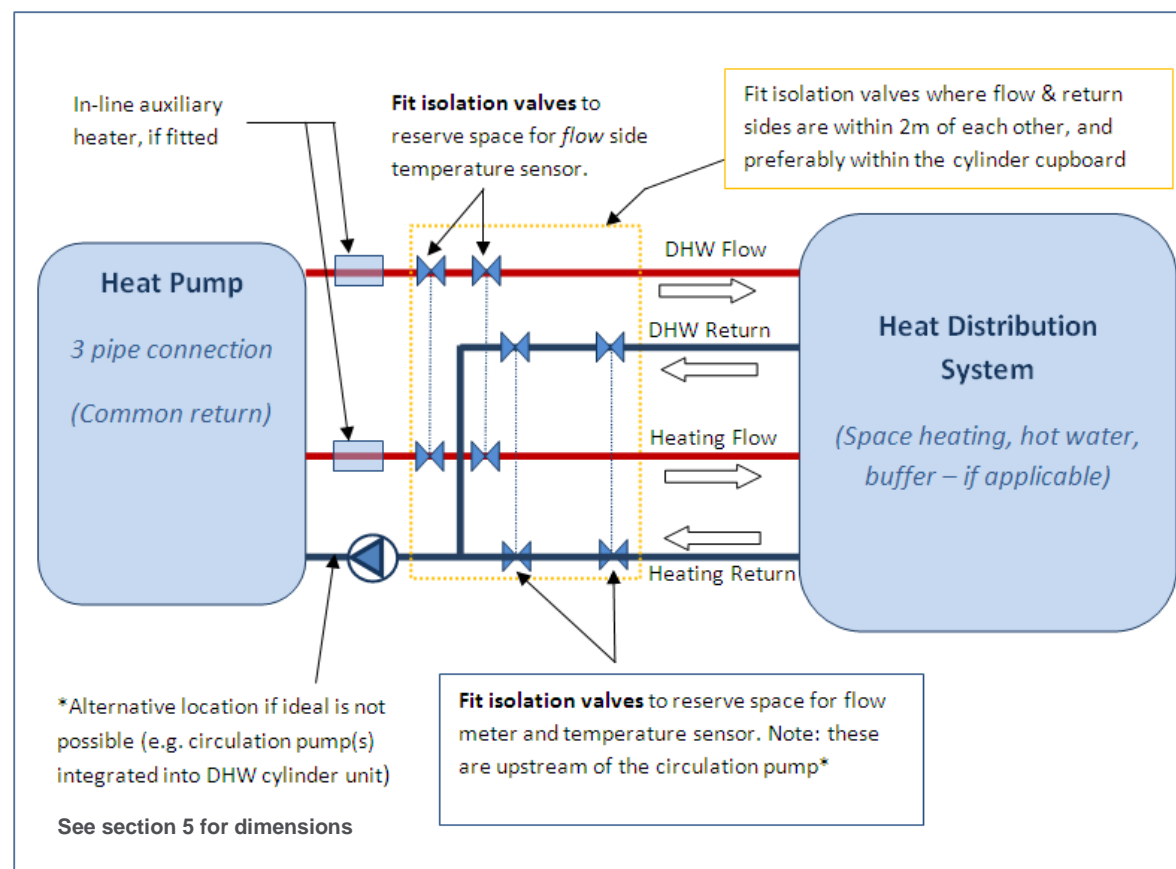 In-line auxiliary
heater, if fitted
Fit isolation valves to
reserve space for flow side
temperature sensor.
Fit isolation valves where flow & return
sides are within 2m of each other, and
preferably within the cylinder cupboard
Heat Pump
3 pipe connection
(Common return)
DHW Flow
DHW Return
Heating Flow
Heating Return
Heat Distribution
System
(Space heating, hot water,
buffer – if applicable)
*Alternative location if ideal is not
possible (e.g. circulation pump(s)
integrated into DHW cylinder unit)
See section 5 for dimensions
Fit isolation valves to reserve space for flow
meter and temperature sensor. Note: these
are upstream of the circulation pump*